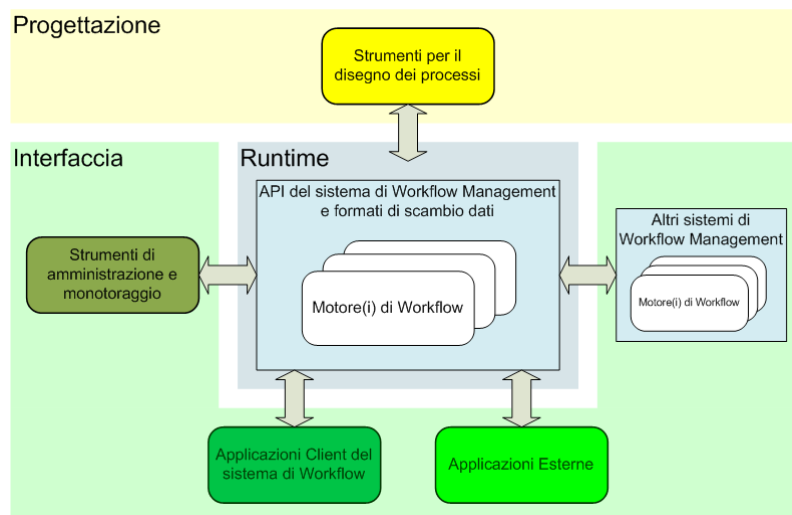 Progettazione
Strumenti per il
disegno dei processi
Interfaccia
Runtime
API del sistema di Workflow Management
e formati di scambio dati
Motore(i) di Workflow
Strumenti di
amministrazione e
monotoraggio
Altri sistemi di
Workflow Management
Motore(i) di Workflow
Applicazioni Client del
sistema di Workflow
Applicazioni Esterne